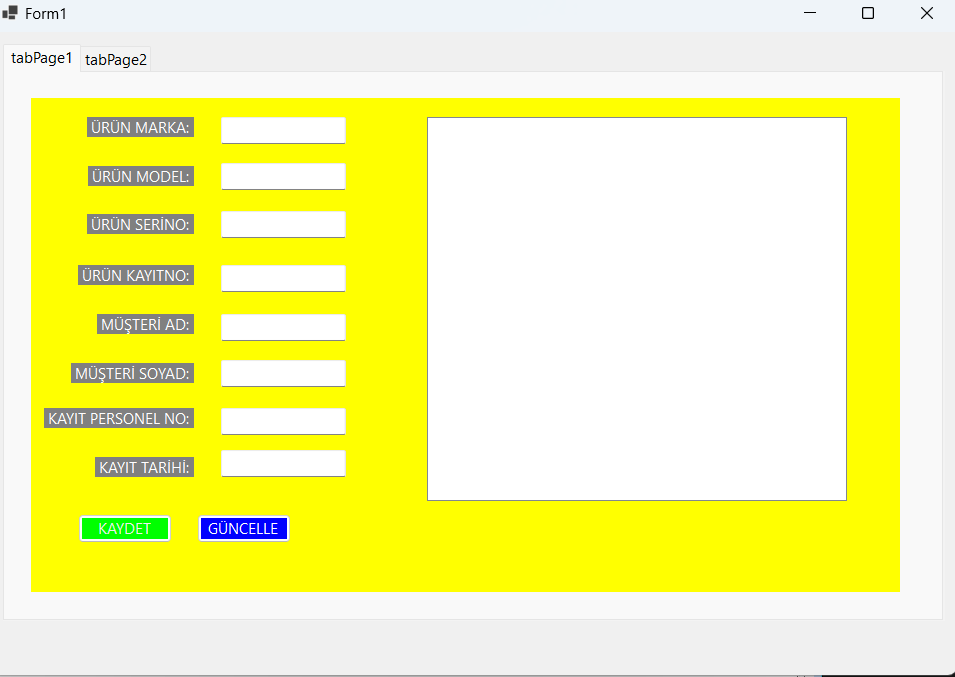 Form1
tabPage1 tabPage2
ÜRÜN MARKA:
ÜRÜN MODEL:
ÜRÜN SERİNO:
ÜRÜN KAYITNO:
MÜŞTERİ AD:
MÜŞTERİ SOYAD:
KAYIT PERSONEL NO:
KAYIT TARİHİ:
KAYDET GÜNCELLE